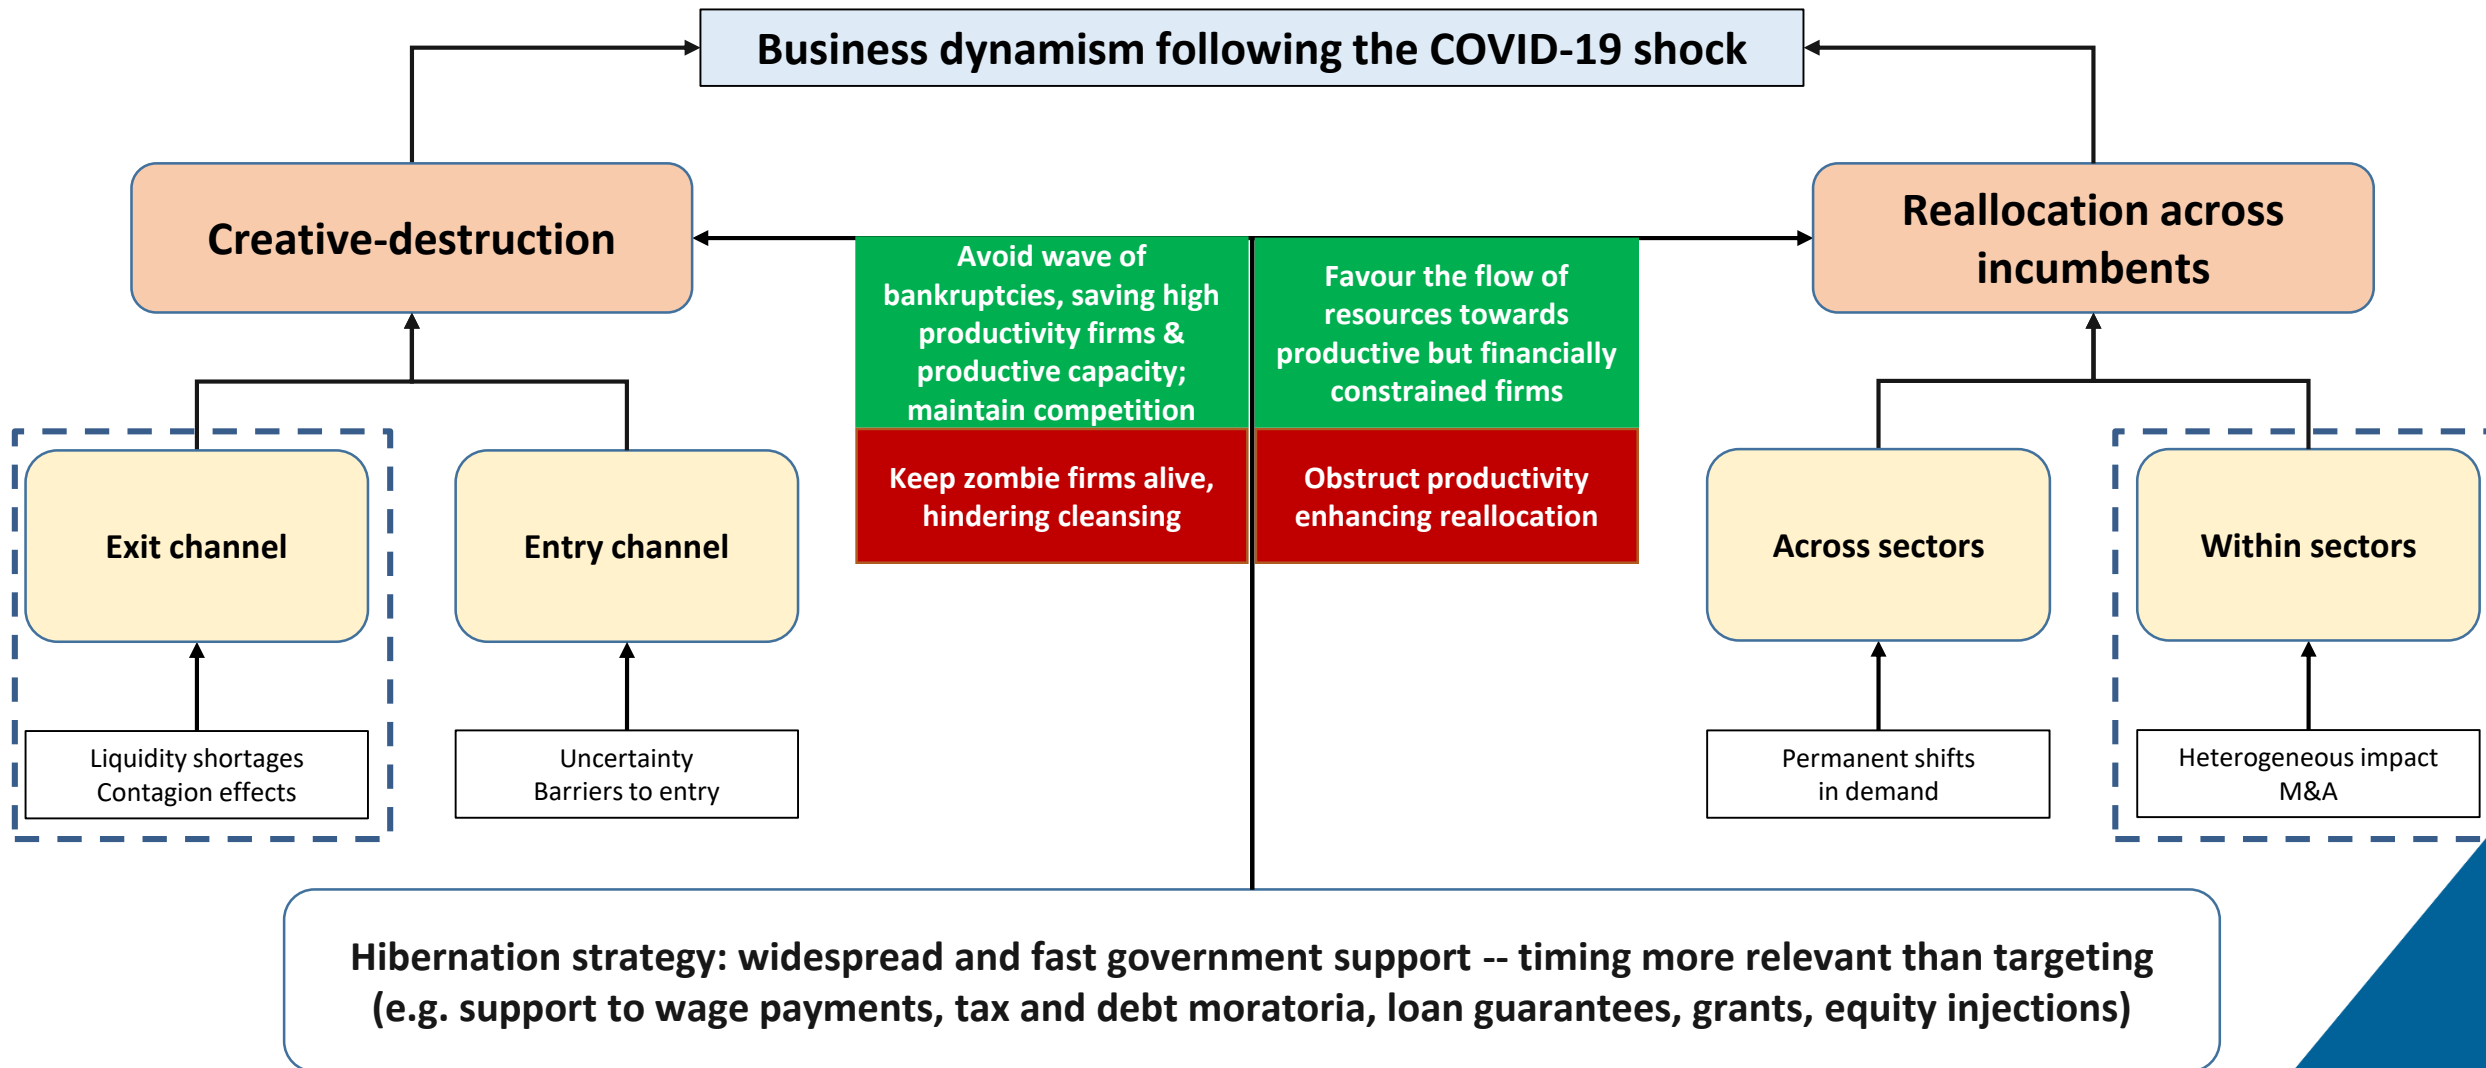 Business dynamism following the COVID-19 shock
Creative-destruction
Reallocation across
incumbents
Avoid wave of
bankruptcies, saving high
productivity firms &
productive capacity;
maintain competition
Favour the flow of
resources towards
productive but financially
constrained firms
Keep zombie firms alive,
hindering cleansing
Obstruct productivity
enhancing reallocation
Exit channel
Entry channel
Across sectors
Within sectors
Liquidity shortages
Contagion effects
Uncertainty
Barriers to entry
Permanent shifts
in demand
Heterogeneous impact
M&A
Hibernation strategy: widespread and fast government support -- timing more relevant than targeting
(e.g. support to wage payments, tax and debt moratoria, loan guarantees, grants, equity injections)